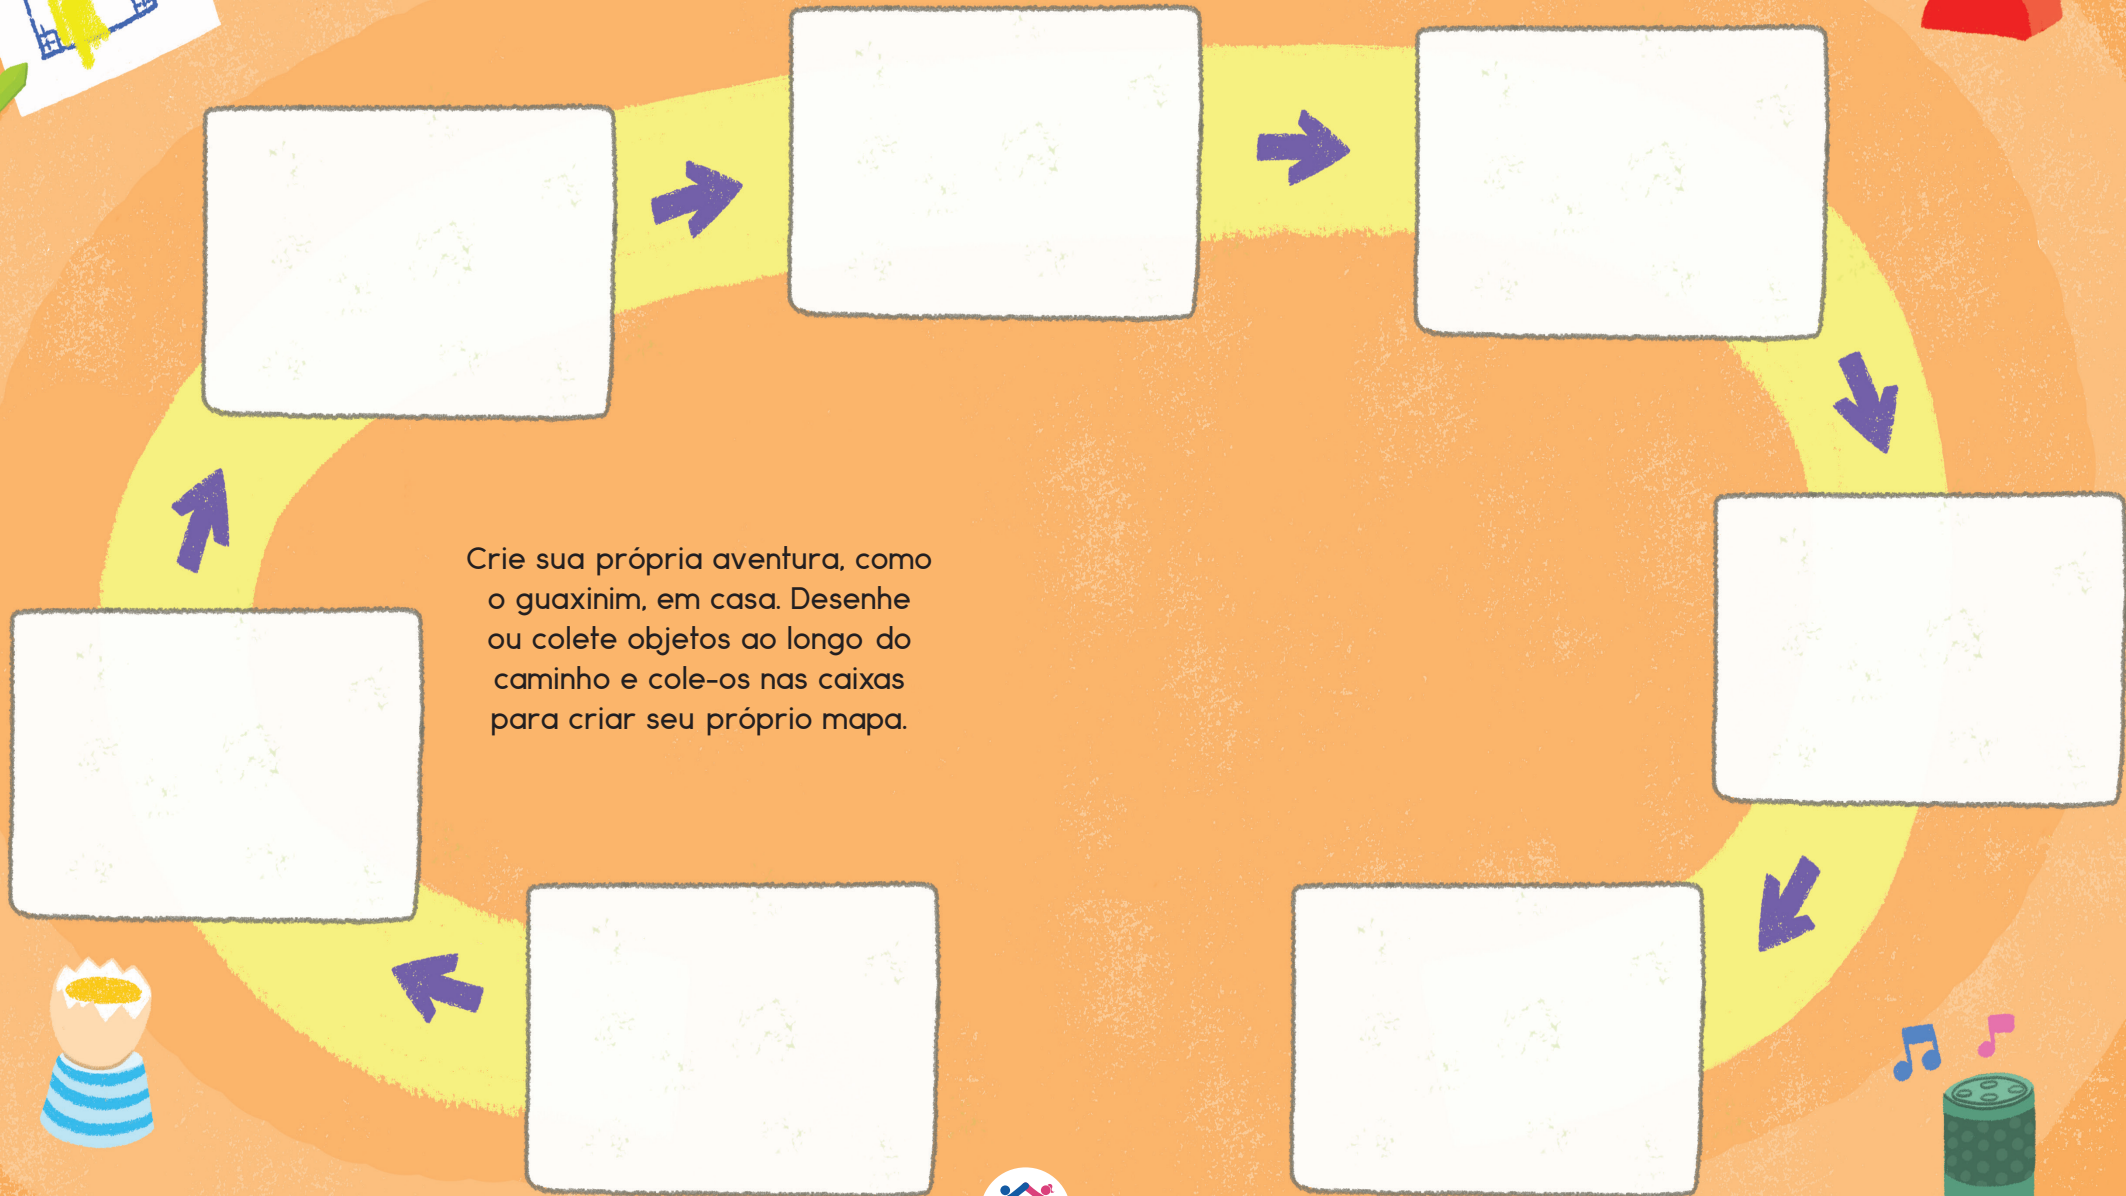 Crie sua própria aventura, como
o guaxinim, em casa. Desenhe
ou colete objetos ao longo do
caminho e cole-os nas caixas
para criar seu próprio mapa.